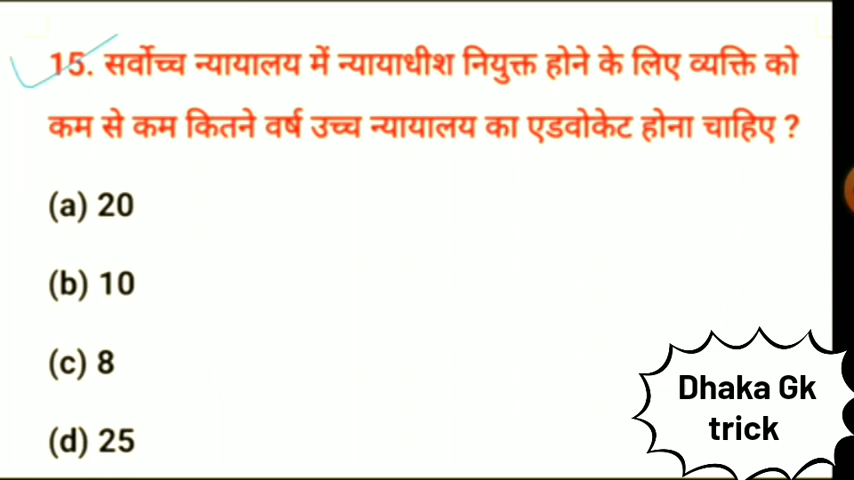 15. सर्वोच्च न्यायालय में न्यायाधीश नियुक्त होने के लिए व्यक्ति को
कम से कम कितने वर्ष उच्च न्यायालय का एडवोकेट होना चाहिए ?
(a) 20
(b) 10
(c) 8
(d) 25
Dhaka Gk
trick